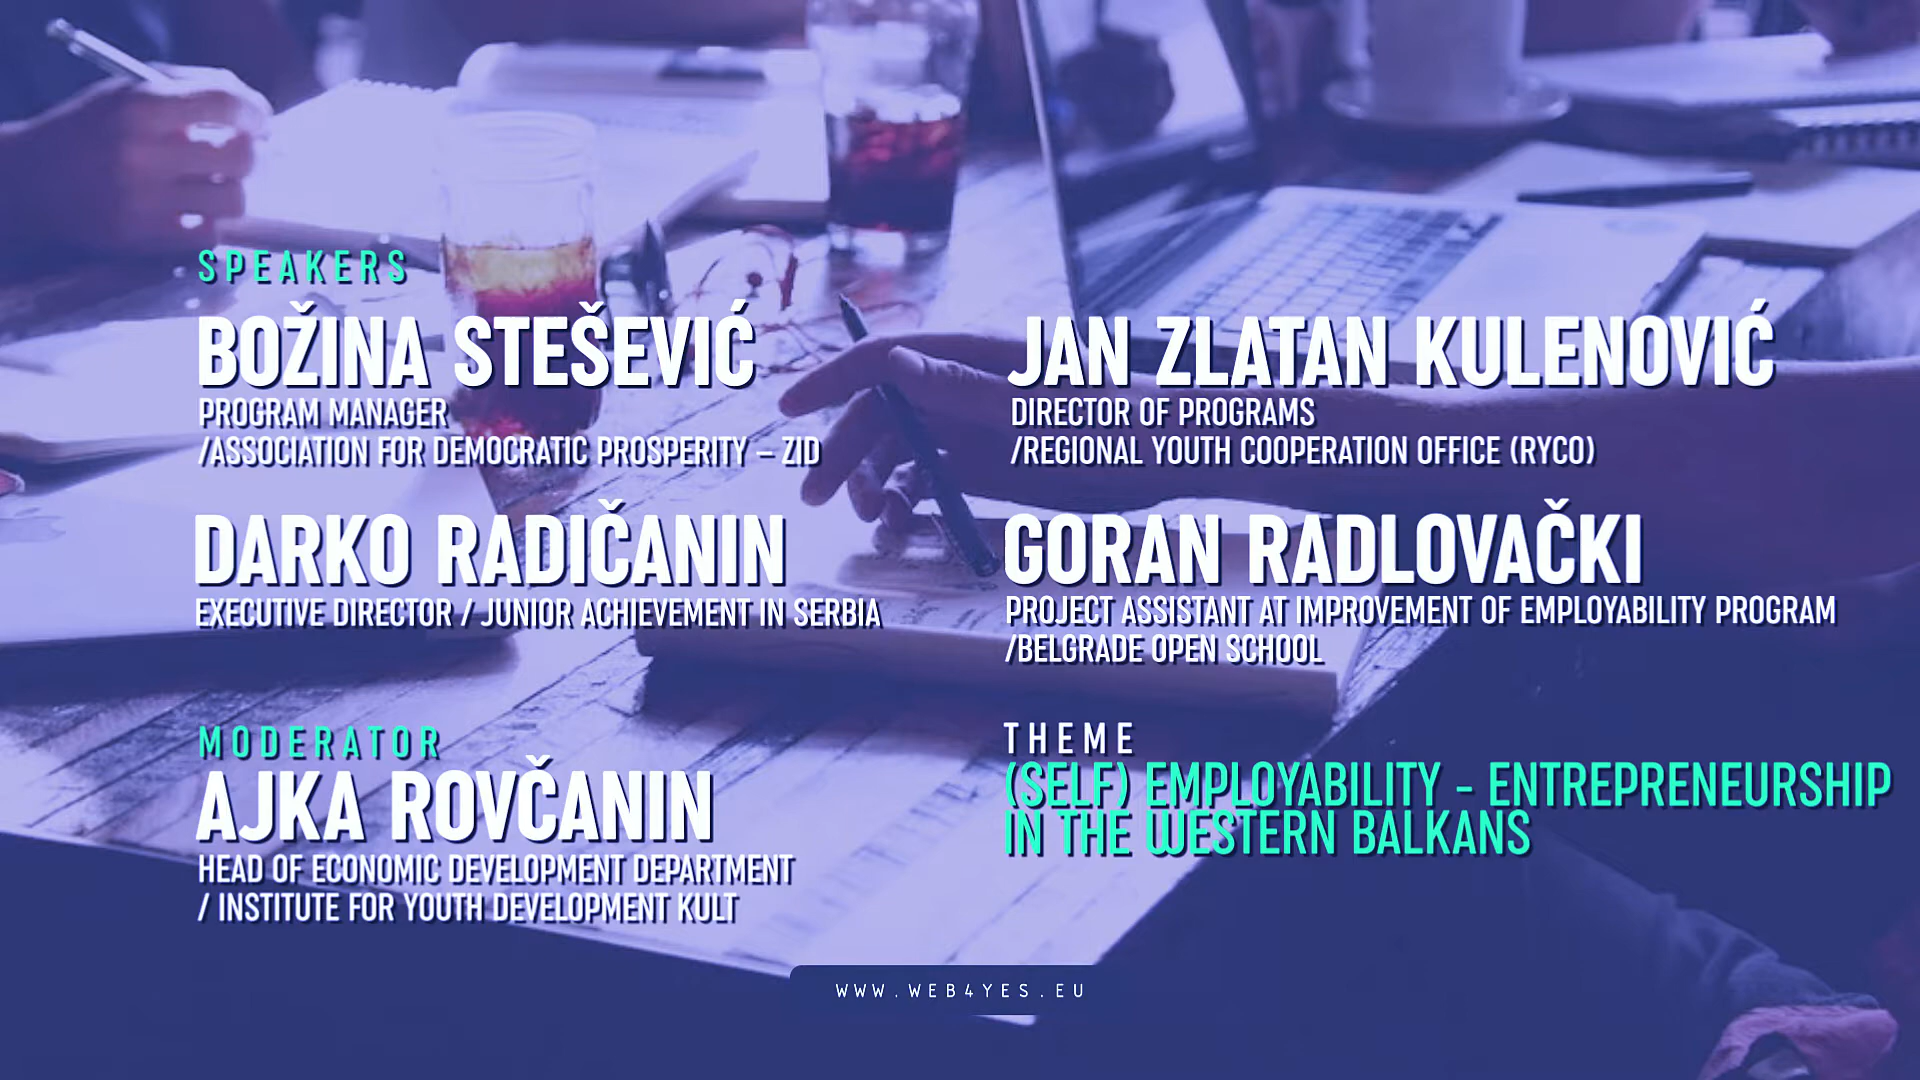 SPEAKERS
BOŽINA STEŠEVIĆ
PROGRAM MANAGER
/ASSOCIATION FOR DEMOCRATIC PROSPERITY – ZID
JAN ZLATAN KULENOVIĆ
DIRECTOR OF PROGRAMS
/REGIONAL YOUTH COOPERATION OFFICE (RYCO)
DARKO RADIČANIN
EXECUTIVE DIRECTOR / JUNIOR ACHIEVEMENT IN SERBIA
GORAN RADLOVAČKI
PROJECT ASSISTANT AT IMPROVEMENT OF EMPLOYABILITY PROGRAM
/BELGRADE OPEN SCHOOL
MODERATOR
AJKA ROVČANIN
HEAD OF ECONOMIC DEVELOPMENT DEPARTMENT
/ INSTITUTE FOR YOUTH DEVELOPMENT KULT
THEME
(SELF) EMPLOYABILITY - ENTREPRENEURSHIP
IN THE WESTERN BALKANS
WWW.WEB4YES.EU